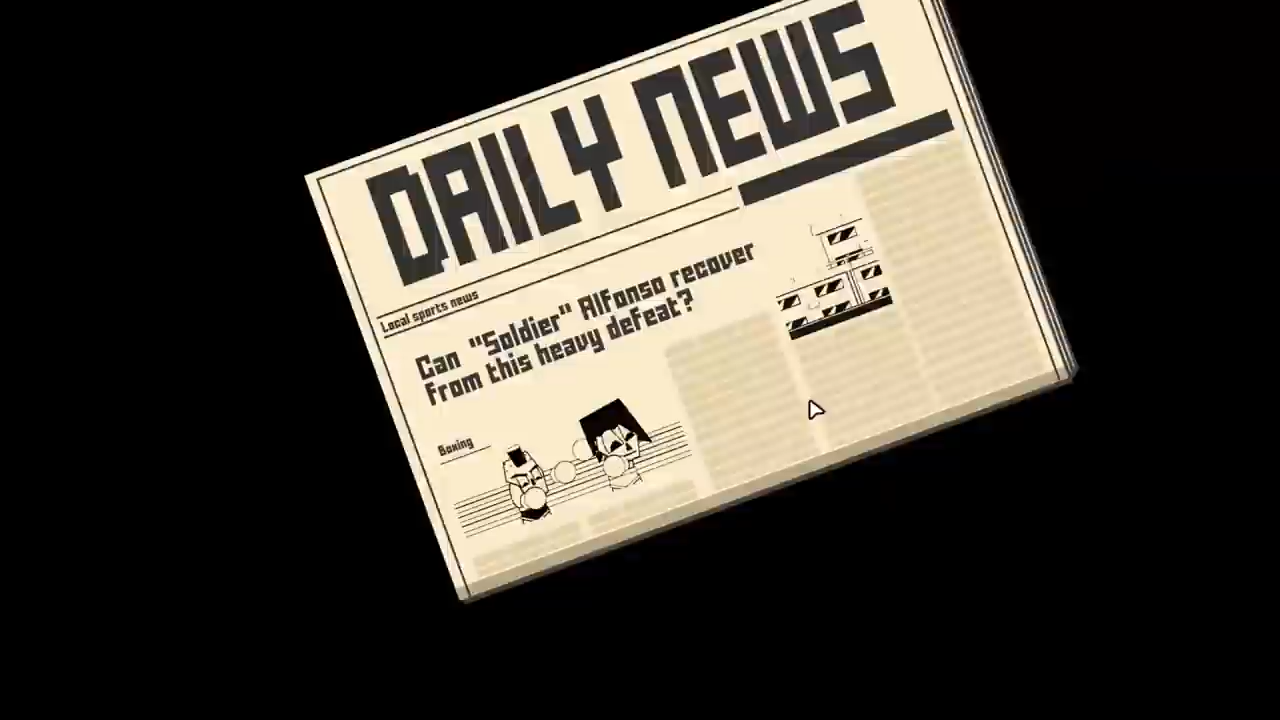 DAILY NEWS
Local sports news
Can "Soldier" Alfonso recover
from this heavy defeat?
Boxing